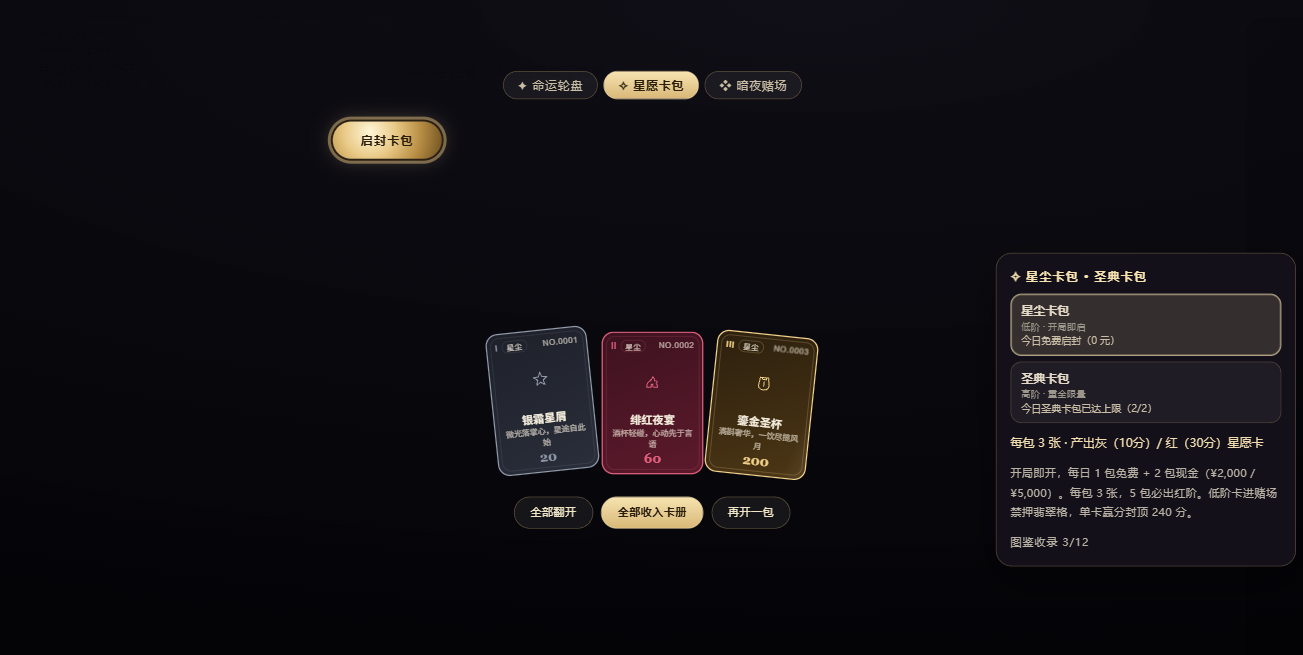 ✦ 命运轮盘
✧ 星愿卡包
❖ 暗夜赌场
启封卡包
I 星尘 NO.0001
银霜星屑
微光落掌心，星途自此
始
20
II 星尘 NO.0002
绯红夜宴
酒杯轻碰，心动先于言
语
60
III 星尘 NO.0003
鎏金圣杯
满斟奢华，一饮尽揽风
月
200
全部翻开
全部收入卡册
再开一包
✧ 星尘卡包・圣典卡包
星尘卡包
低阶 · 开局即启
今日免费启封（0 元）
圣典卡包
高阶 · 重金限量
今日圣典卡包已达上限（2/2）
每包 3 张 · 产出灰（10分）/ 红（30分）星愿卡
开局即开，每日 1 包免费 + 2 包现金（¥2,000 /
¥5,000）。每包 3 张，5 包必出红阶。低阶卡进赌场
禁押翡翠格，单卡赢分封顶 240 分。
图鉴收录 3/12